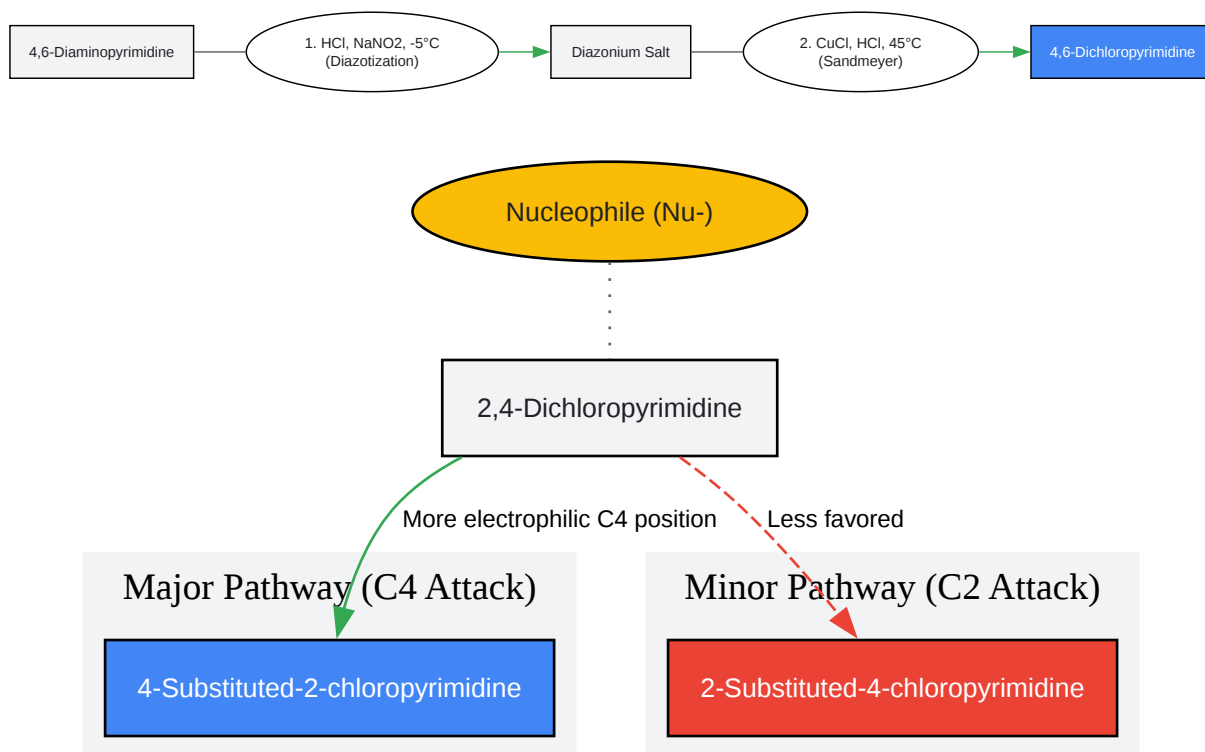 4,6-Diaminopyrimidine
1. HCl, NaNO2, -5°C
(Diazotization)
Diazonium Salt
2. CuCl, HCl, 45°C
(Sandmeyer)
4,6-Dichloropyrimidine
Nucleophile (Nu-)
2,4-Dichloropyrimidine
More electrophilic C4 position
Less favored
Major Pathway (C4 Attack)
Minor Pathway (C2 Attack)
4-Substituted-2-chloropyrimidine
2-Substituted-4-chloropyrimidine